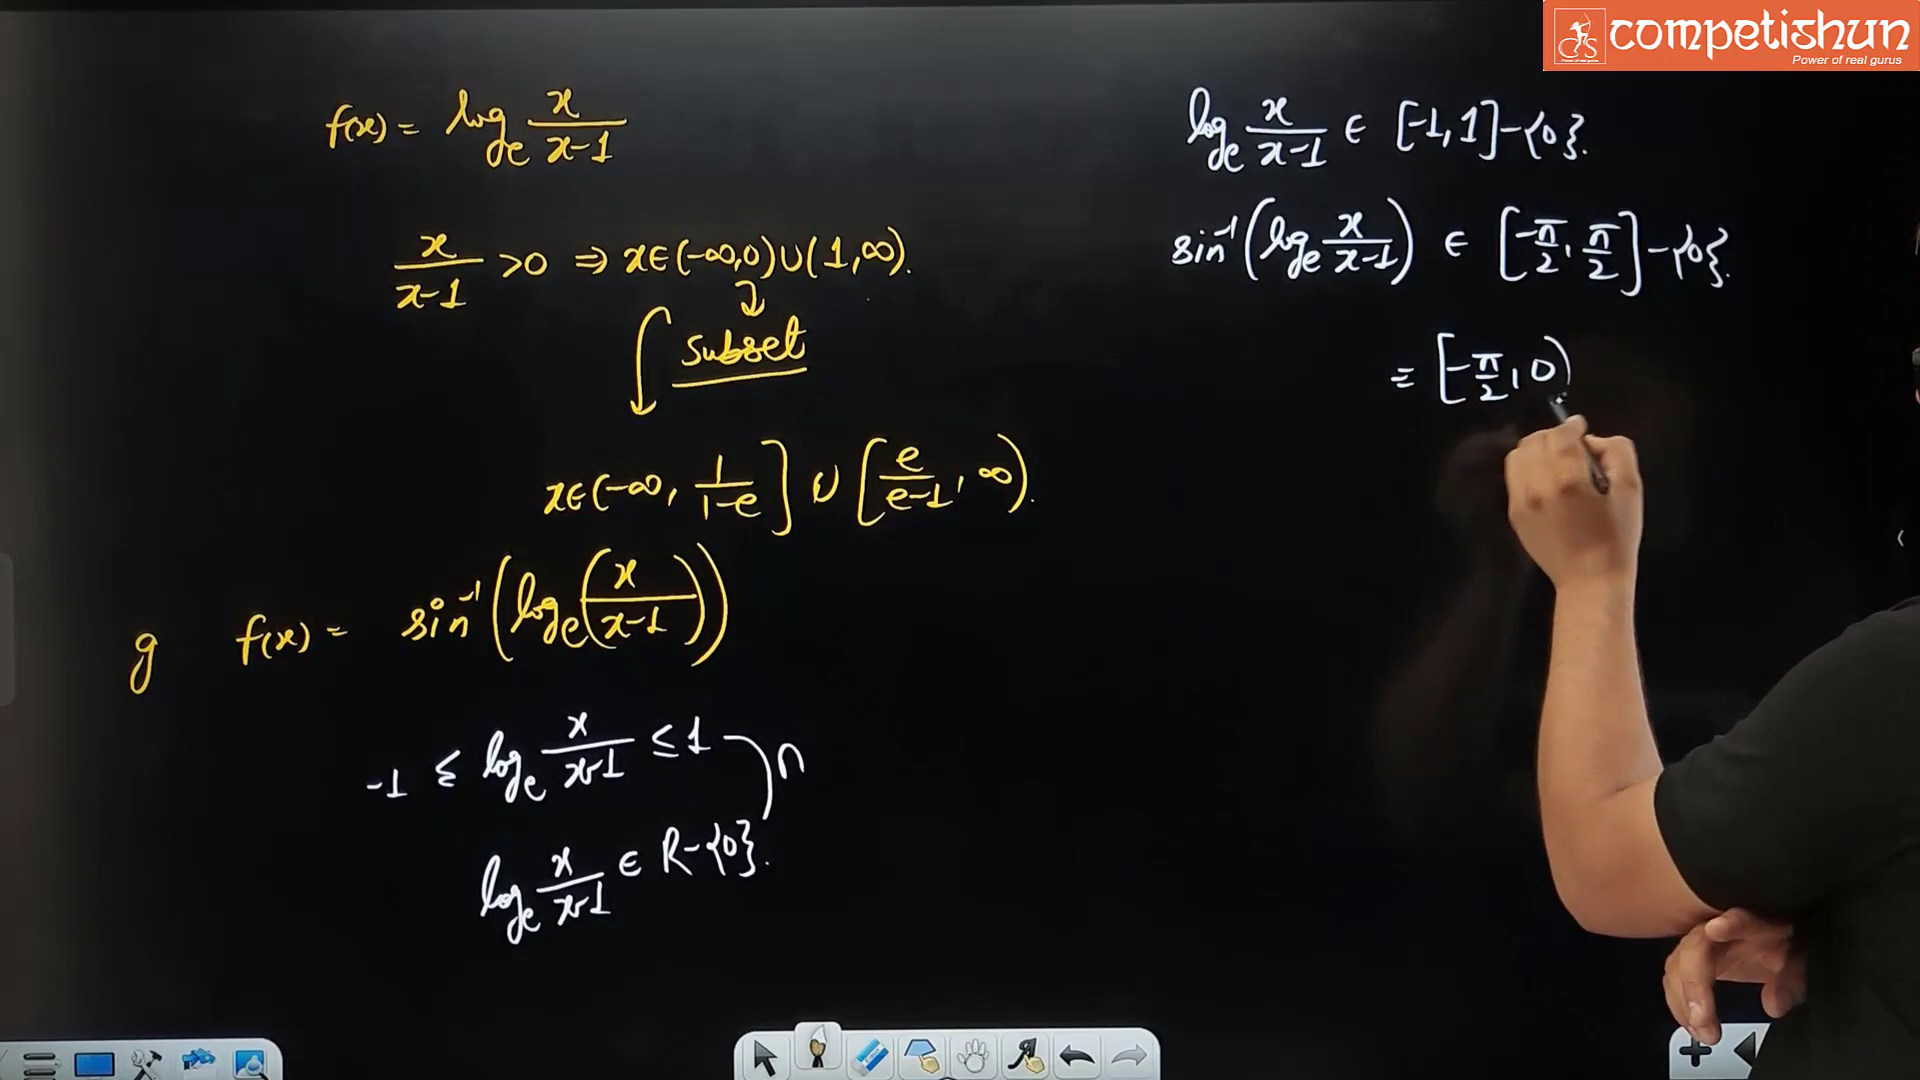 competishun
Power of real gurus
f(x) = log_e x/(x-1)
x/(x-1) >0 ⇒ x∈(-∞,0)∪(1,∞).
subset
x∈(-∞, 1/(1-e)] ∪ [e/(e-1), ∞).
g f(x) = sin⁻¹(log_e(x/(x-1)))
-1 ≤ log_e x/(x-1) ≤ 1 ∩
log_e x/(x-1) ∈ R-{0}.
log_e x/(x-1) ∈ [-1,1]-{0}.
sin⁻¹(log_e x/(x-1)) ∈ [-π/2, π/2]-{0}.
≡ [-π/2, 0)